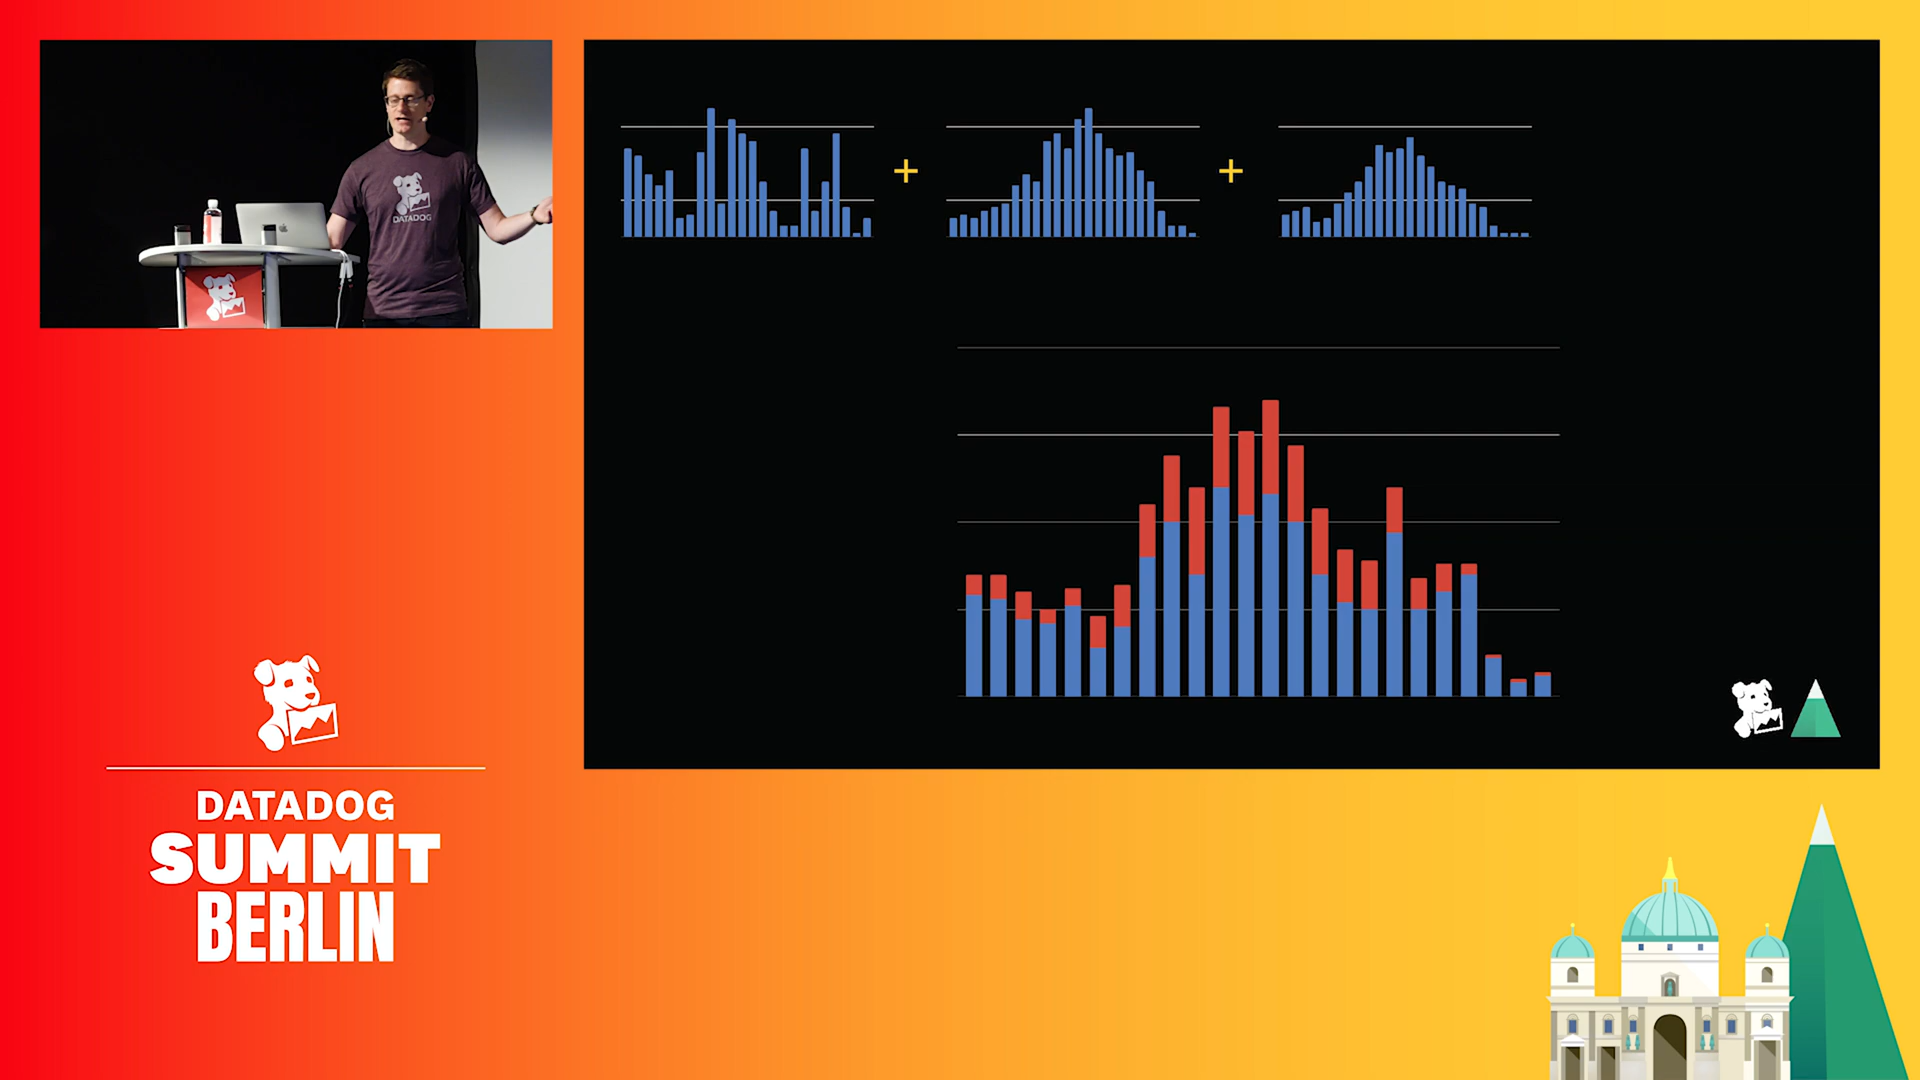 DATADOG
+
+
DATADOG
SUMMIT
BERLIN